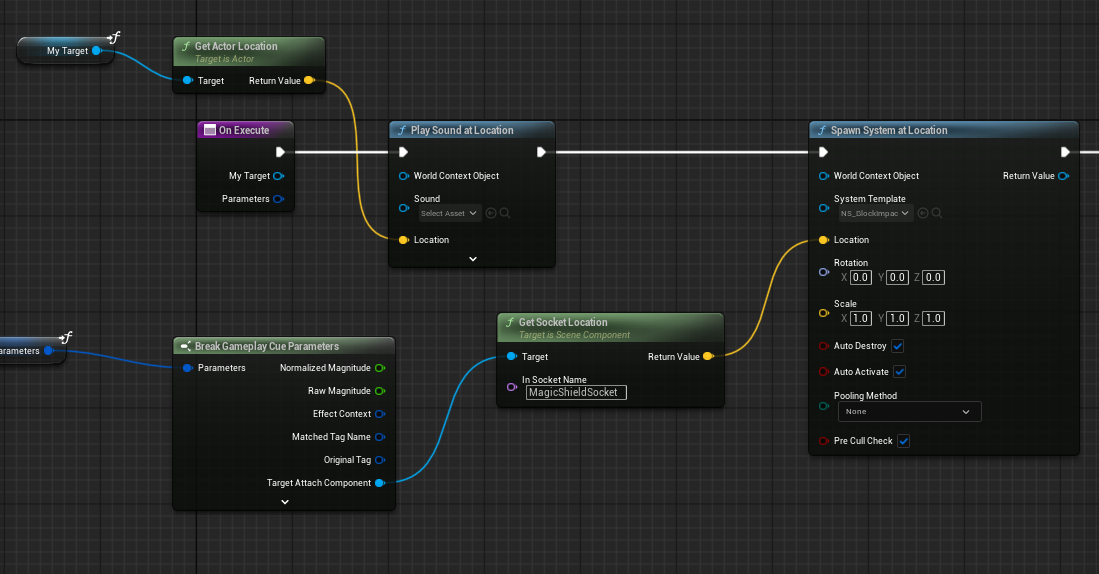 My Target
Get Actor Location
Target is Actor
Target Return Value
On Execute
My Target
Parameters
Play Sound at Location
World Context Object
Sound
Select Asset
Location
Spawn System at Location
World Context Object Return Value
System Template
NS_BlockImpac
Location
Rotation
X 0.0 Y 0.0 Z 0.0
Scale
X 1.0 Y 1.0 Z 1.0
Auto Destroy
Auto Activate
Pooling Method
None
Pre Cull Check
Get Socket Location
Target is Scene Component
Target Return Value
In Socket Name
MagicShieldSocket
arameters
Break Gameplay Cue Parameters
Parameters Normalized Magnitude
Raw Magnitude
Effect Context
Matched Tag Name
Original Tag
Target Attach Component